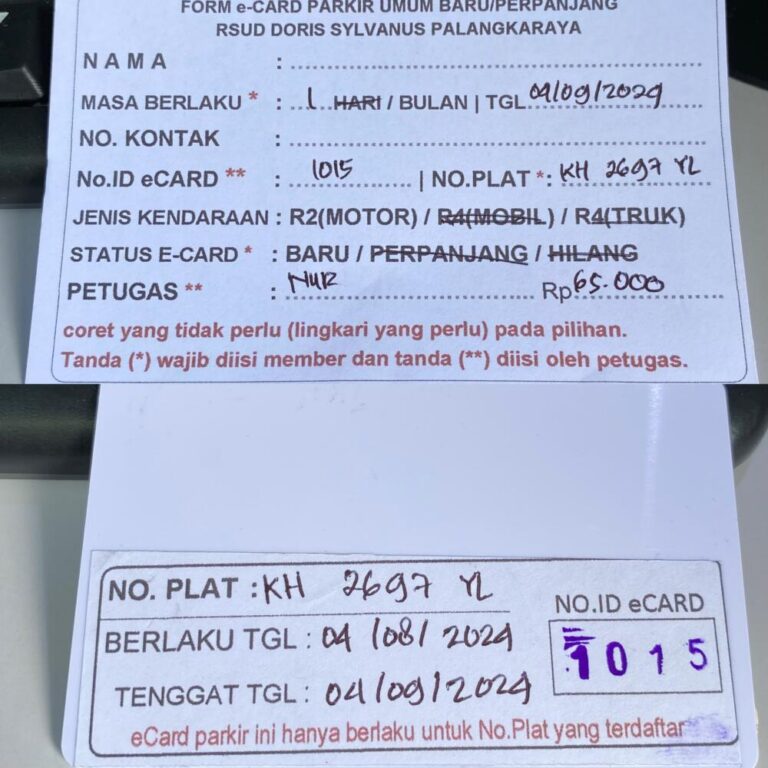 FORM e-CARD PARKIR UMUM BARU/PERPANJANG
RSUD DORIS SYLVANUS PALANGKARAYA
NAMA :
MASA BERLAKU * : 1 HARI / BULAN | TGL 04/09/2024
NO. KONTAK :
No.ID eCARD ** : 1015 | NO.PLAT *: KH 2697 YL
JENIS KENDARAAN : R2(MOTOR) / R4(MOBIL) / R4(TRUK)
STATUS E-CARD * : BARU / PERPANJANG / HILANG
PETUGAS ** : NUR Rp 65.000
coret yang tidak perlu (lingkari yang perlu) pada pilihan.
Tanda (*) wajib diisi member dan tanda (**) diisi oleh petugas.
NO. PLAT : KH 2697 YL
NO.ID eCARD
BERLAKU TGL : 04/08/2024
1015
TENGGAT TGL : 04/09/2024
eCard parkir ini hanya berlaku untuk No.Plat yang terdaftar